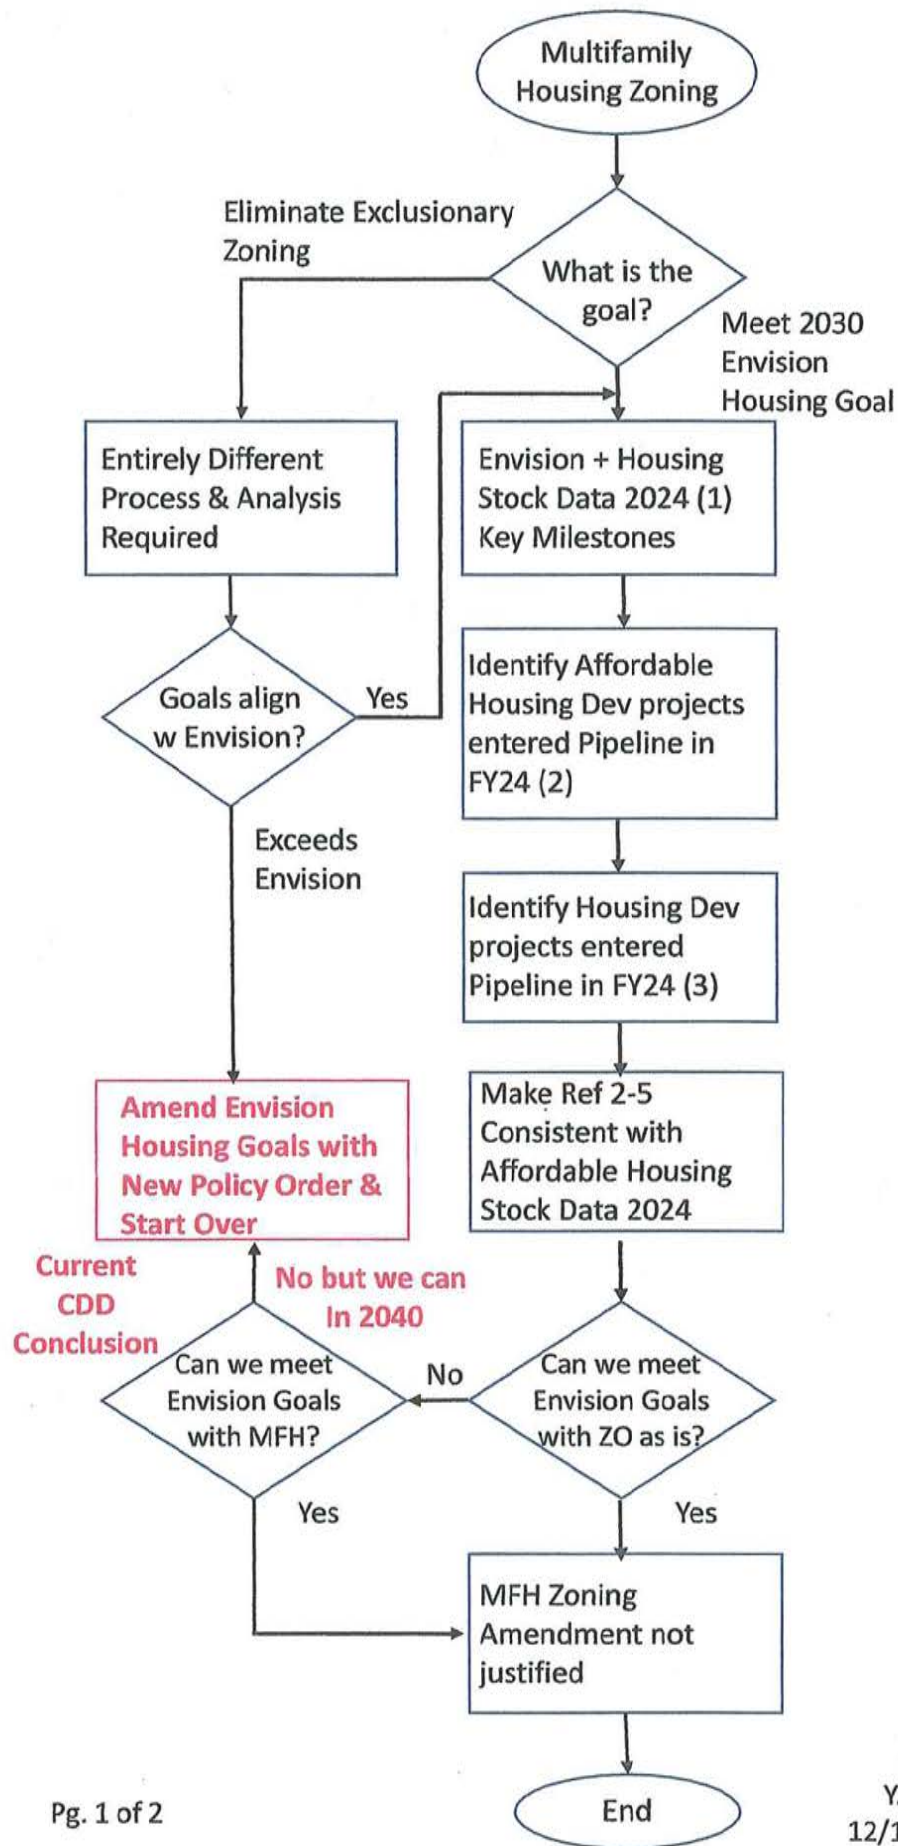 Multifamily
Housing Zoning
Eliminate Exclusionary
Zoning
What is the
goal?
Meet 2030
Envision
Housing Goal
Entirely Different
Process & Analysis
Required
Envision + Housing
Stock Data 2024 (1)
Key Milestones
Goals align
w Envision?
Yes
Identify Affordable
Housing Dev projects
entered Pipeline in
FY24 (2)
Exceeds
Envision
Identify Housing Dev
projects entered
Pipeline in FY24 (3)
Amend Envision
Housing Goals with
New Policy Order &
Start Over
Make Ref 2-5
Consistent with
Affordable Housing
Stock Data 2024
Current
CDD
Conclusion
No but we can
In 2040
Can we meet
Envision Goals
with MFH?
No
Can we meet
Envision Goals
with ZO as is?
Yes
Yes
MFH Zoning
Amendment not
justified
End
Pg. 1 of 2